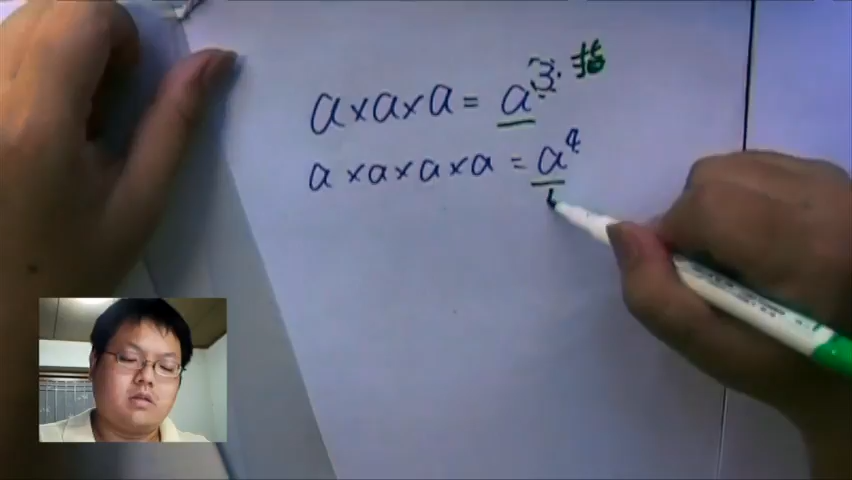 a×a×a = a³ 指
a×a×a×a = a⁴